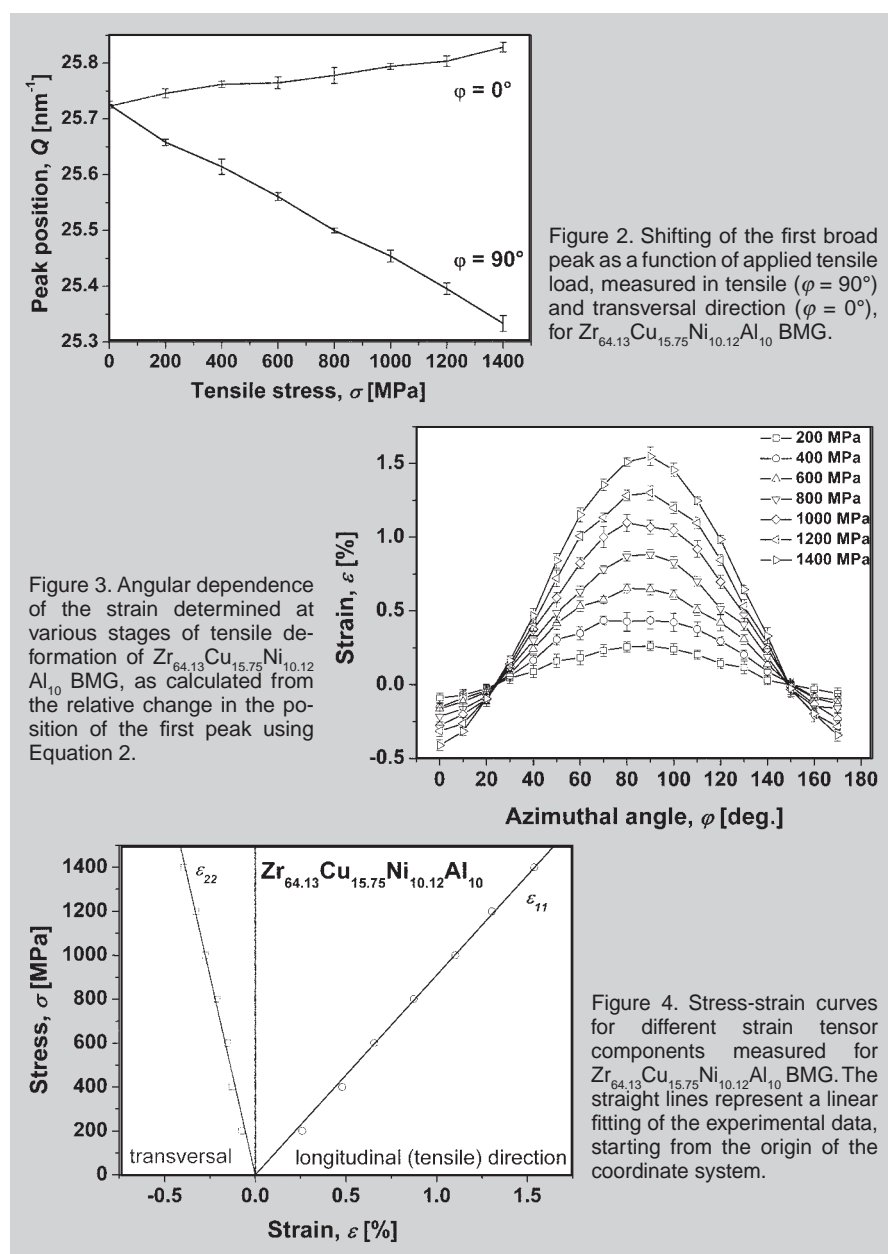 25.8
25.7
25.6
25.5
25.4
25.3
Peak position, Q [nm⁻¹]
φ = 0°
φ = 90°
0 200 400 600 800 1000 1200 1400
Tensile stress, σ [MPa]
Figure 2. Shifting of the first broad
peak as a function of applied tensile
load, measured in tensile (φ = 90°)
and transversal direction (φ = 0°),
for Zr₆₄.₁₃Cu₁₅.₇₅Ni₁₀.₁₂Al₁₀ BMG.
Figure 3. Angular dependence
of the strain determined at
various stages of tensile de-
formation of Zr₆₄.₁₃Cu₁₅.₇₅Ni₁₀.₁₂
Al₁₀ BMG, as calculated from
the relative change in the po-
sition of the first peak using
Equation 2.
1.5
1.0
0.5
0.0
-0.5
Strain, ε [%]
200 MPa
400 MPa
600 MPa
800 MPa
1000 MPa
1200 MPa
1400 MPa
0 20 40 60 80 100 120 140 160 180
Azimuthal angle, φ [deg.]
1400
1200
1000
800
600
400
200
0
Stress, σ [MPa]
ε₂₂
Zr₆₄.₁₃Cu₁₅.₇₅Ni₁₀.₁₂Al₁₀
ε₁₁
transversal
longitudinal (tensile) direction
-0.5 0.0 0.5 1.0 1.5
Strain, ε [%]
Figure 4. Stress-strain curves
for different strain tensor
components measured for
Zr₆₄.₁₃Cu₁₅.₇₅Ni₁₀.₁₂Al₁₀ BMG. The
straight lines represent a linear
fitting of the experimental data,
starting from the origin of the
coordinate system.